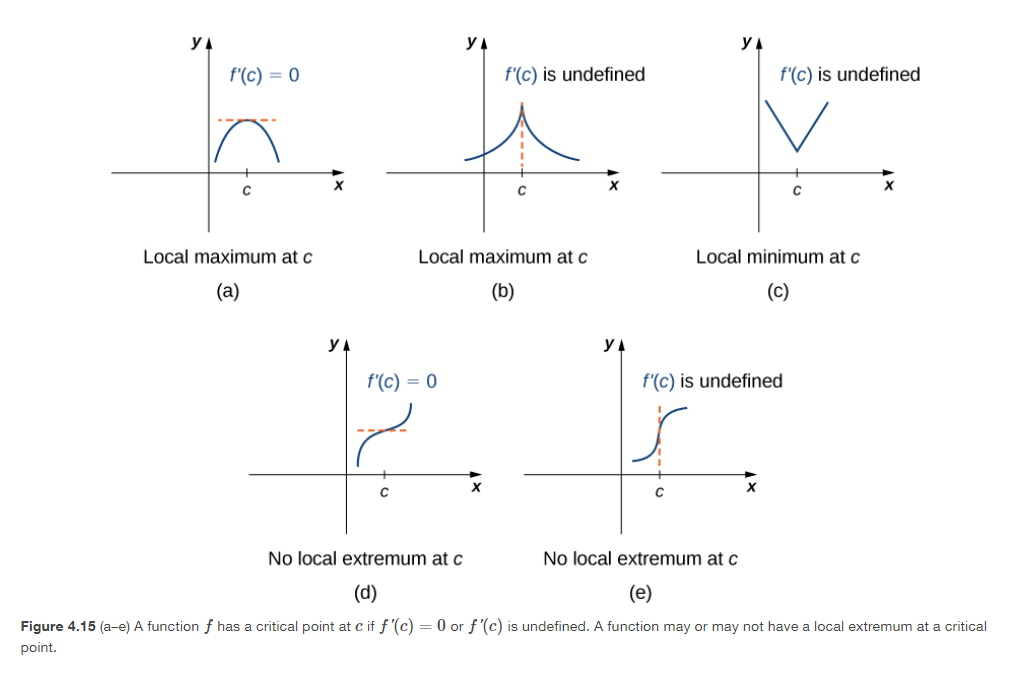 y y y
f'(c) = 0 f'(c) is undefined f'(c) is undefined
c x c x c x
Local maximum at c Local maximum at c Local minimum at c
(a) (b) (c)
y y
f'(c) = 0 f'(c) is undefined
c x c x
No local extremum at c No local extremum at c
(d) (e)
Figure 4.15 (a–e) A function f has a critical point at c if f ′(c) = 0 or f ′(c) is undefined. A function may or may not have a local extremum at a critical
point.